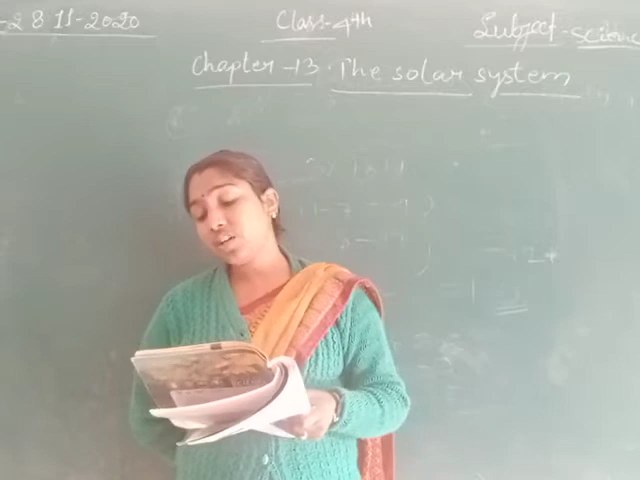 -28 11-2020 Class-4th Subject-Science
Chapter-13. The solar system